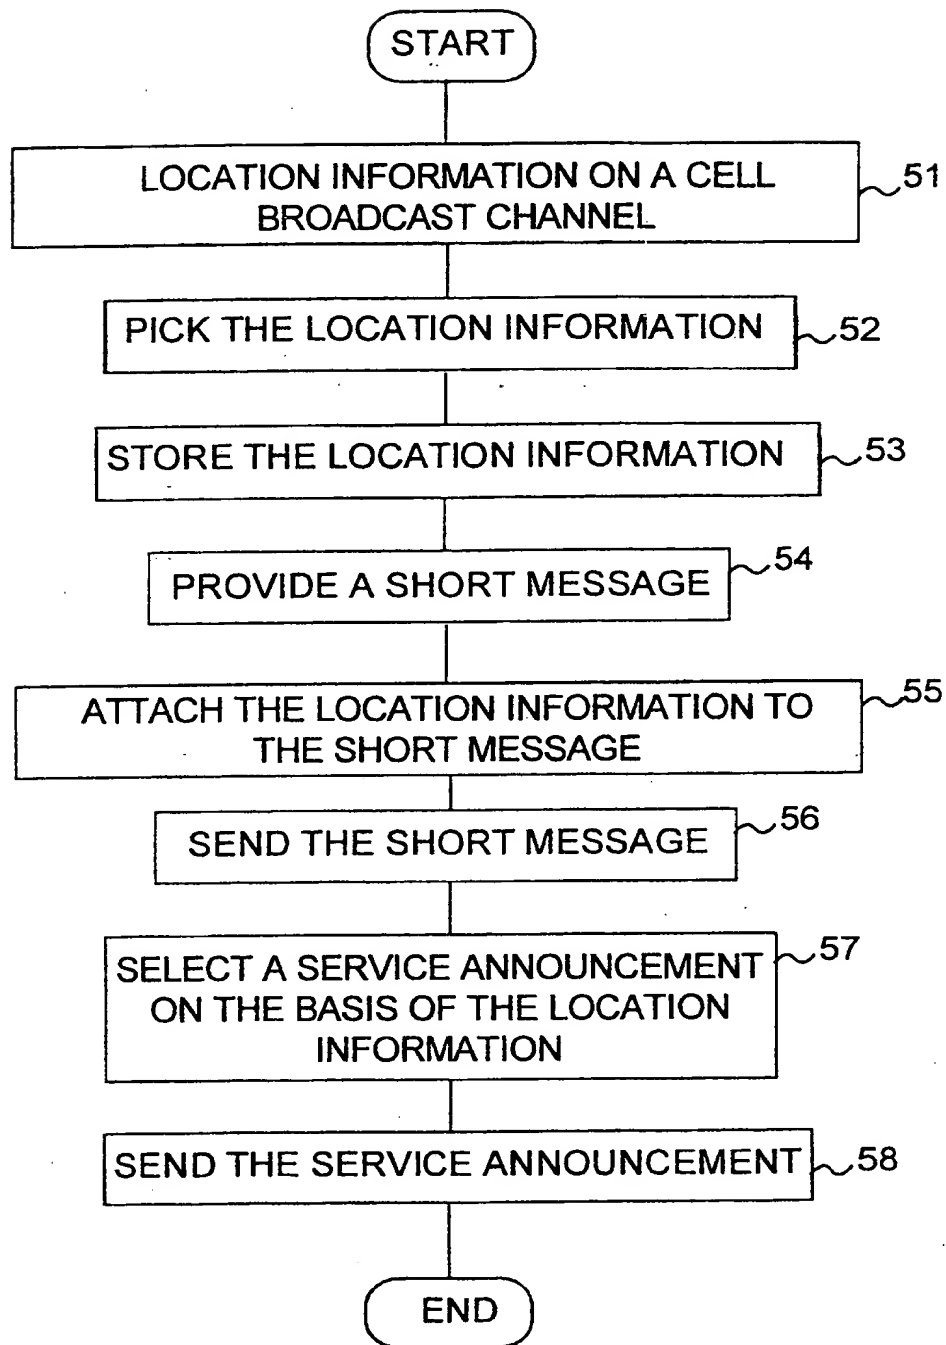 START
LOCATION INFORMATION ON A CELL
BROADCAST CHANNEL
51
PICK THE LOCATION INFORMATION
52
STORE THE LOCATION INFORMATION
53
PROVIDE A SHORT MESSAGE
54
ATTACH THE LOCATION INFORMATION TO
THE SHORT MESSAGE
55
SEND THE SHORT MESSAGE
56
SELECT A SERVICE ANNOUNCEMENT
ON THE BASIS OF THE LOCATION
INFORMATION
57
SEND THE SERVICE ANNOUNCEMENT
58
END